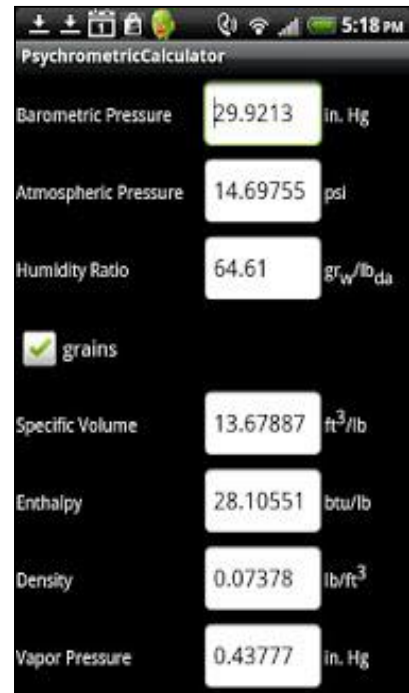 5:18 PM
PsychrometricCalculator
Barometric Pressure 29.9213 in. Hg
Atmospheric Pressure 14.69755 psi
Humidity Ratio 64.61 gr_w/lb_da
grains
Specific Volume 13.67887 ft³/lb
Enthalpy 28.10551 btu/lb
Density 0.07378 lb/ft³
Vapor Pressure 0.43777 in. Hg